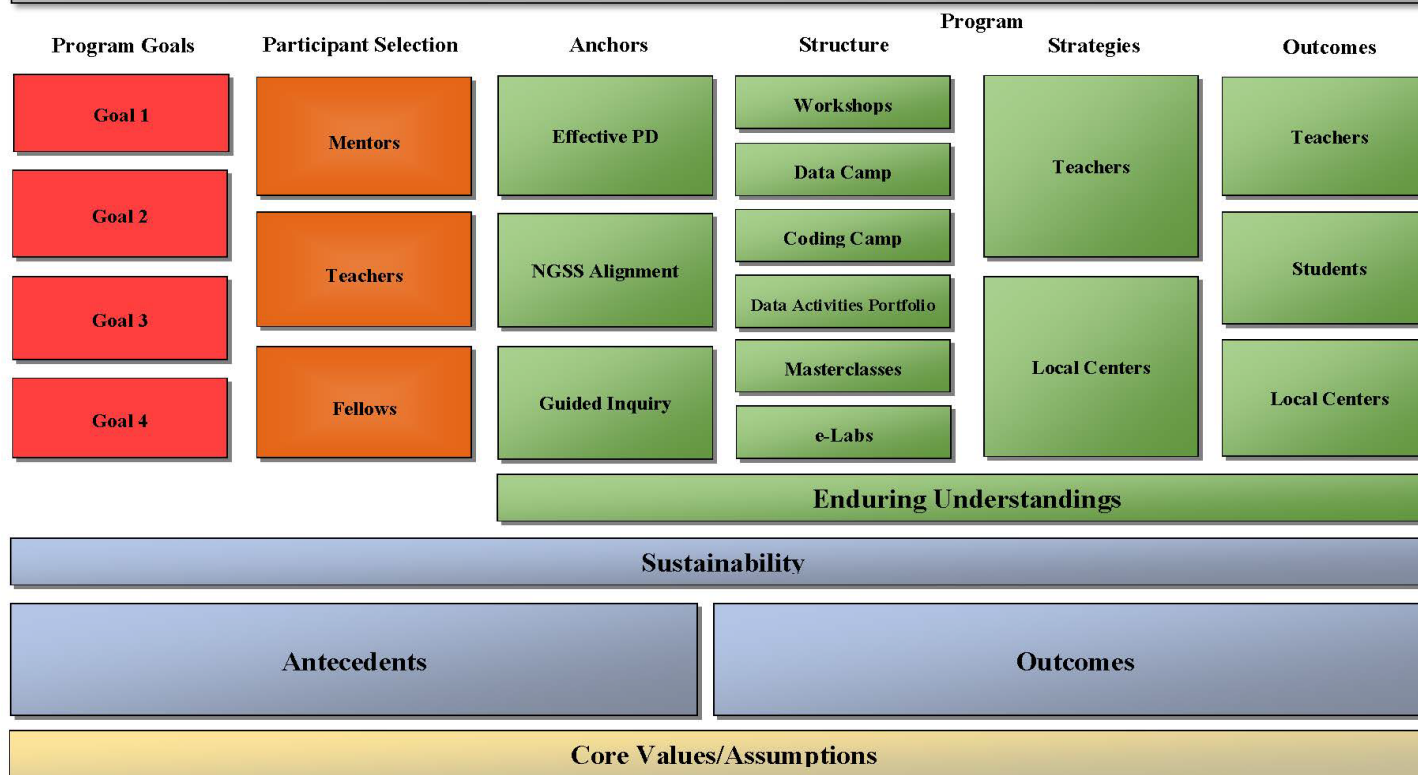 Program
Program Goals
Participant Selection
Anchors
Structure
Strategies
Outcomes
Goal 1
Goal 2
Goal 3
Goal 4
Mentors
Teachers
Fellows
Effective PD
NGSS Alignment
Guided Inquiry
Workshops
Data Camp
Coding Camp
Data Activities Portfolio
Masterclasses
e-Labs
Teachers
Local Centers
Teachers
Students
Local Centers
Enduring Understandings
Sustainability
Antecedents
Outcomes
Core Values/Assumptions